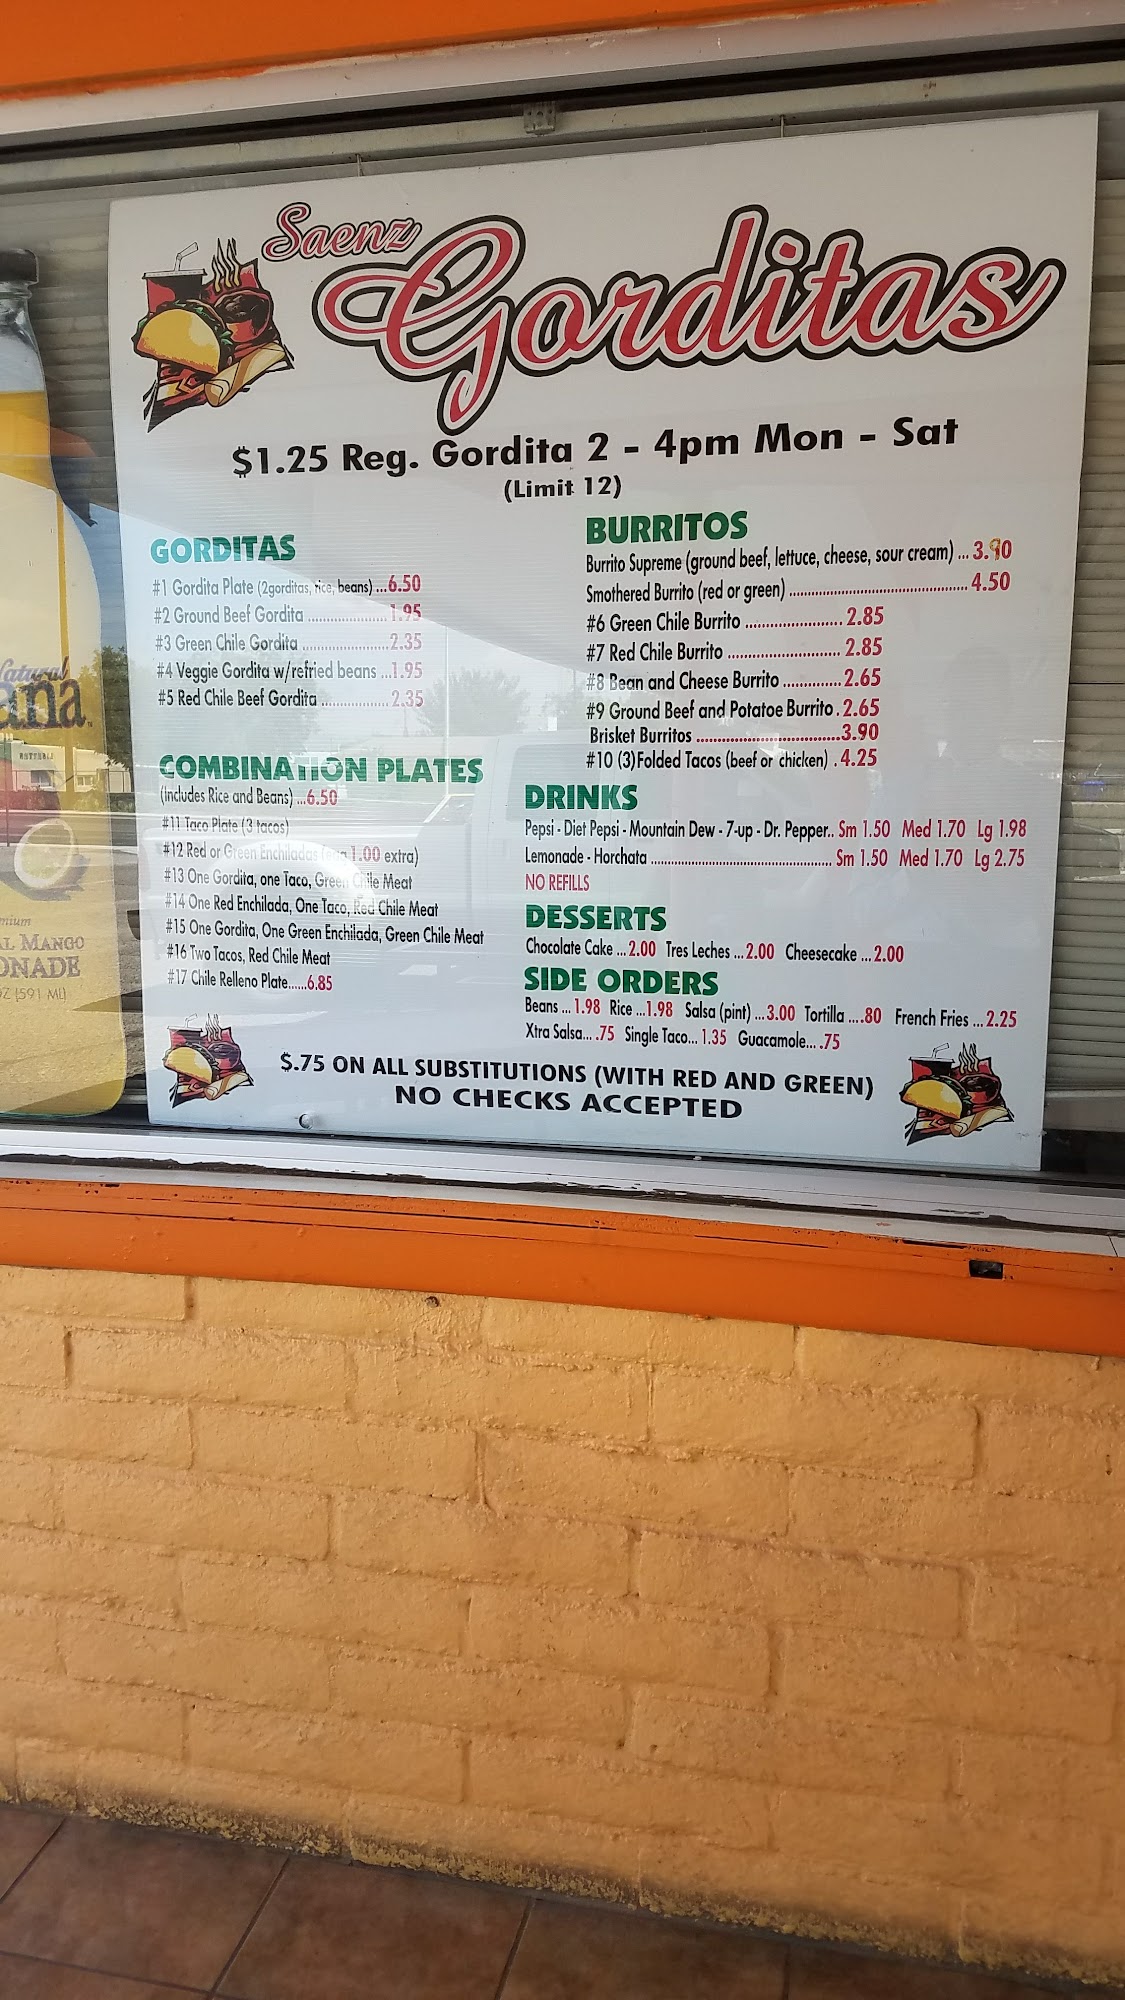 Saenz
Gorditas
$1.25 Reg. Gordita 2 - 4pm Mon - Sat
(Limit 12)
GORDITAS
#1 Gordita Plate (2gorditas, rice, beans) ...6.50
#2 Ground Beef Gordita ....................1.95
#3 Green Chile Gordita ......................2.35
#4 Veggie Gordita w/refried beans ...1.95
#5 Red Chile Beef Gordita .................2.35
COMBINATION PLATES
(Includes Rice and Beans) ...6.50
#11 Taco Plate (3 tacos)
#12 Red or Green Enchiladas (egg 1.00 extra)
#13 One Gordita, one Taco, Green Chile Meat
#14 One Red Enchilada, One Taco, Red Chile Meat
#15 One Gordita, One Green Enchilada, Green Chile Meat
#16 Two Tacos, Red Chile Meat
#17 Chile Relleno Plate......6.85
BURRITOS
Burrito Supreme (ground beef, lettuce, cheese, sour cream) ...3.90
Smothered Burrito (red or green) .............................................. 4.50
#6 Green Chile Burrito ....................... 2.85
#7 Red Chile Burrito ........................... 2.85
#8 Bean and Cheese Burrito .............. 2.65
#9 Ground Beef and Potatoe Burrito . 2.65
Brisket Burritos ...................................3.90
#10 (3)Folded Tacos (beef or chicken) . 4.25
DRINKS
Pepsi - Diet Pepsi - Mountain Dew - 7-up - Dr. Pepper.. Sm 1.50 Med 1.70 Lg 1.98
Lemonade - Horchata ................................................ Sm 1.50 Med 1.70 Lg 2.75
NO REFILLS
DESSERTS
Chocolate Cake ...2.00 Tres Leches ...2.00 Cheesecake ...2.00
SIDE ORDERS
Beans ... 1.98 Rice ...1.98 Salsa (pint) ...3.00 Tortilla ....80 French Fries ...2.25
Xtra Salsa... .75 Single Taco... 1.35 Guacamole... .75
$.75 ON ALL SUBSTITUTIONS (WITH RED AND GREEN)
NO CHECKS ACCEPTED
MANGO
(591 ML)